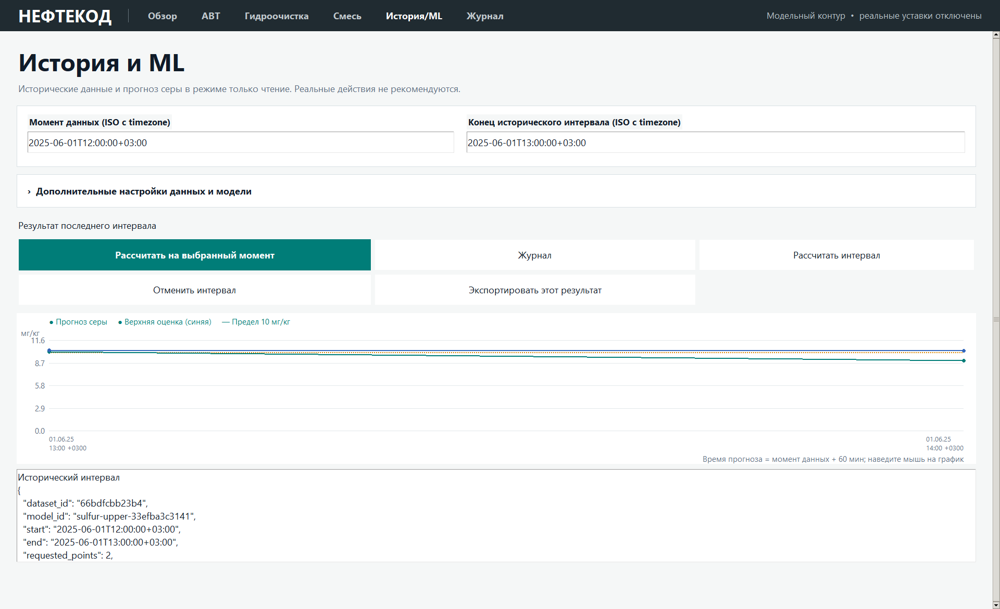 НЕФТЕКОД
Обзор АВТ Гидроочистка Смесь История/ML Журнал
Модельный контур • реальные уставки отключены
История и ML
Исторические данные и прогноз серы в режиме только чтение. Реальные действия не рекомендуются.
Момент данных (ISO с timezone)
2025-06-01T12:00:00+03:00
Конец исторического интервала (ISO с timezone)
2025-06-01T13:00:00+03:00
› Дополнительные настройки данных и модели
Результат последнего интервала
Рассчитать на выбранный момент
Журнал
Рассчитать интервал
Отменить интервал
Экспортировать этот результат
● Прогноз серы ● Верхняя оценка (синяя) — Предел 10 мг/кг
мг/кг
11.6
8.7
5.8
2.9
0.0
01.06.25
13:00 +0300
01.06.25
14:00 +0300
Время прогноза = момент данных + 60 мин; наведите мышь на график
Исторический интервал
{
"dataset_id": "66bdfcbb23b4",
"model_id": "sulfur-upper-33efba3c3141",
"start": "2025-06-01T12:00:00+03:00",
"end": "2025-06-01T13:00:00+03:00",
"requested_points": 2,